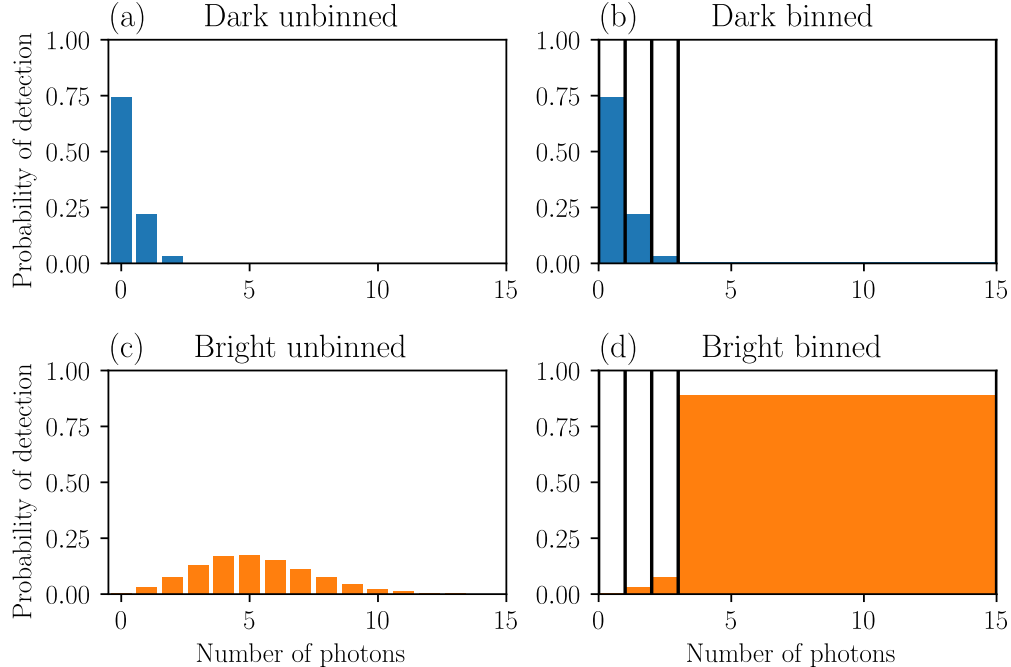 (a) Dark unbinned
Probability of detection
1.00
0.75
0.50
0.25
0.00
0 5 10 15
(b) Dark binned
1.00
0.75
0.50
0.25
0.00
0 5 10 15
(c) Bright unbinned
Probability of detection
1.00
0.75
0.50
0.25
0.00
0 5 10 15
Number of photons
(d) Bright binned
1.00
0.75
0.50
0.25
0.00
0 5 10 15
Number of photons